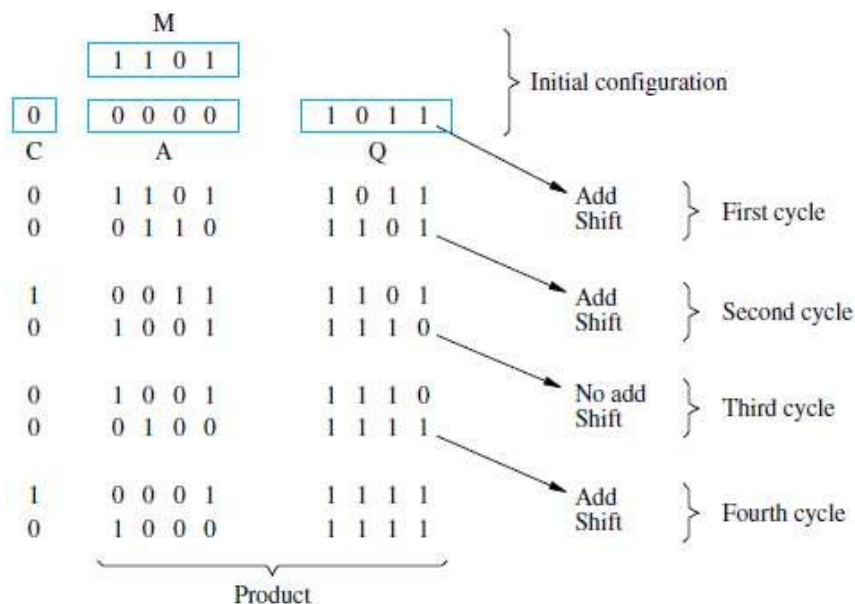 M
1 1 0 1
Initial configuration
0 0 0 0 0 1 0 1 1
C A Q
0 1 1 0 1 1 0 1 1 Add
First cycle
0 0 1 1 0 1 1 0 1 Shift
1 0 0 1 1 1 1 0 1 Add
Second cycle
0 1 0 0 1 1 1 1 0 Shift
0 1 0 0 1 1 1 1 0 No add
Third cycle
0 0 1 0 0 1 1 1 1 Shift
1 0 0 0 1 1 1 1 1 Add
Fourth cycle
0 1 0 0 0 1 1 1 1 Shift
Product